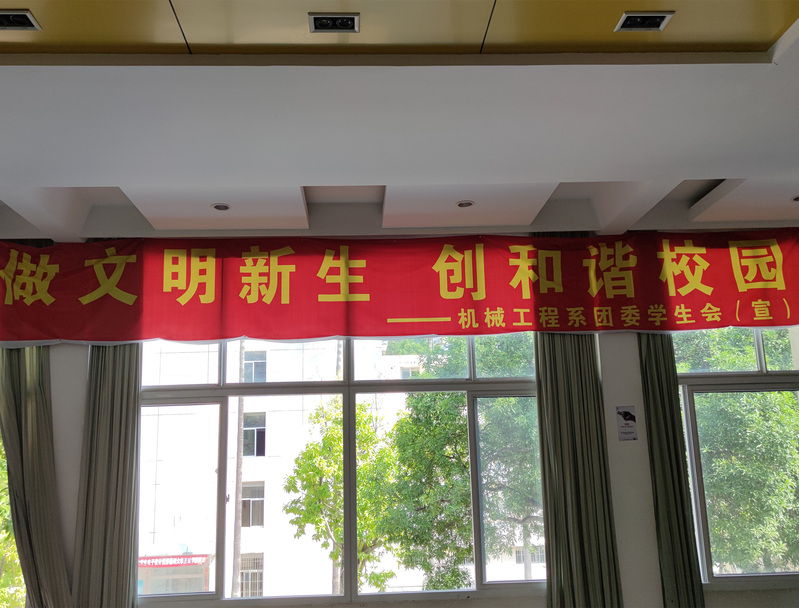 做文明新生 创和谐校园
——机械工程系团委学生会（宣）